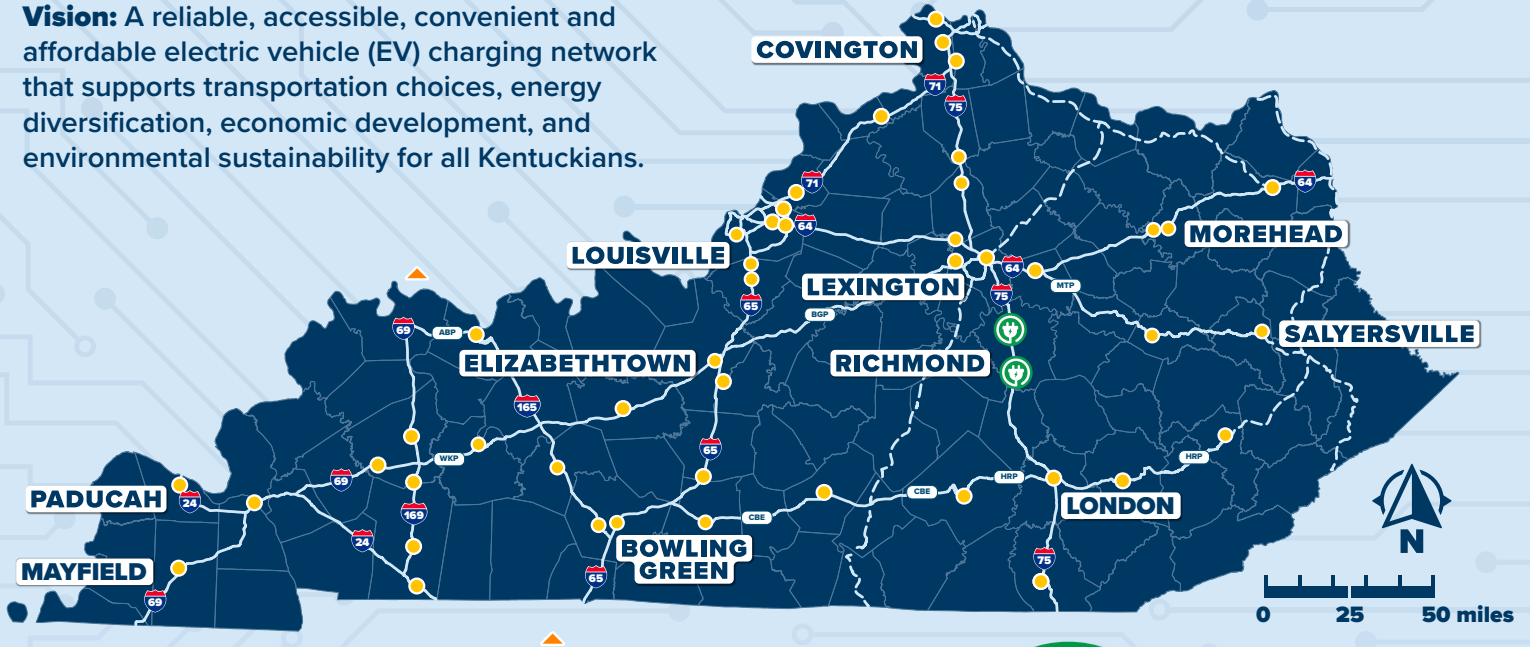 Vision: A reliable, accessible, convenient and
affordable electric vehicle (EV) charging network
that supports transportation choices, energy
diversification, economic development, and
environmental sustainability for all Kentuckians.
COVINGTON
71
75
71
64
64
MOREHEAD
LOUISVILLE
LEXINGTON
64
MTP
75
65
BGP
69
ABP
SALYERSVILLE
ELIZABETHTOWN
RICHMOND
165
65
WKP
69
HRP
HRP
CBE
PADUCAH
24
LONDON
169
CBE
24
BOWLING
GREEN
65
75
MAYFIELD
69
N
0 25 50 miles